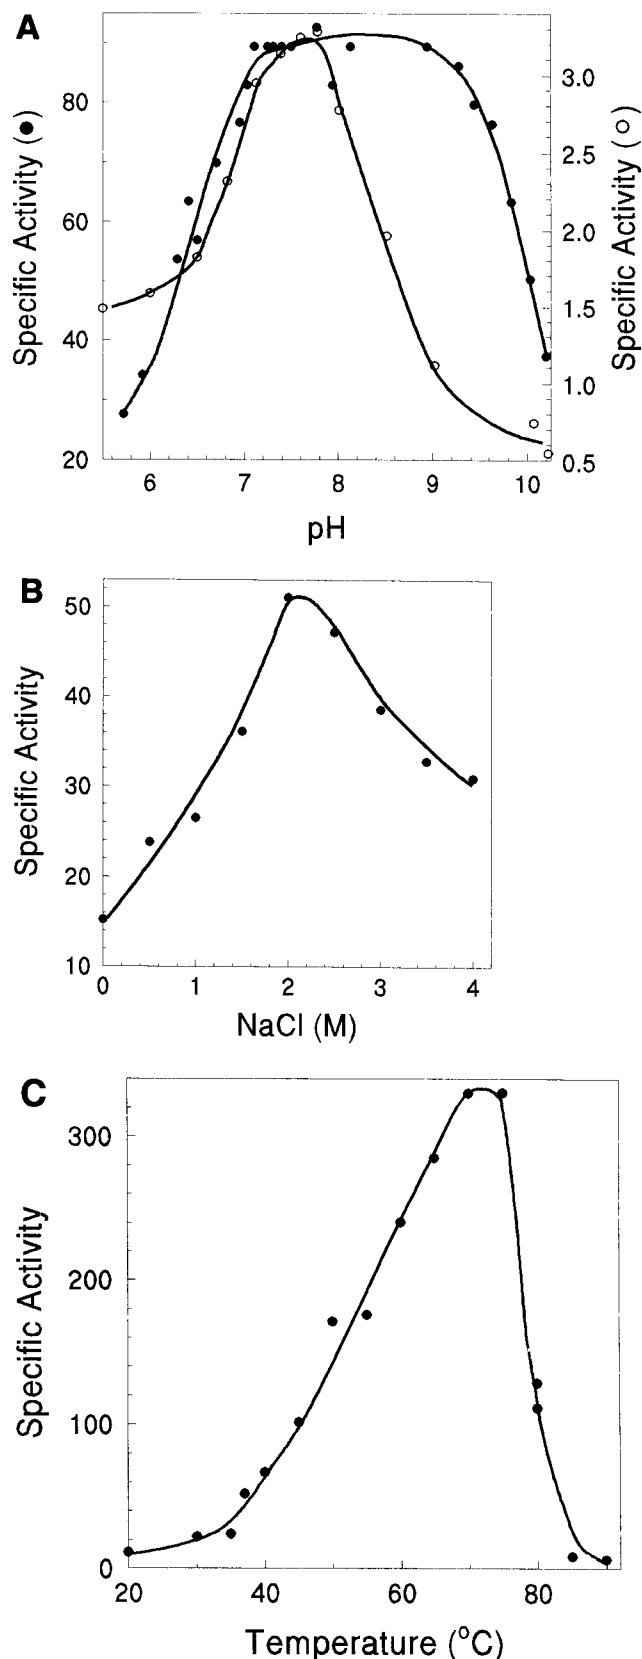 A
Specific Activity (●)
80
60
40
20
3.0
2.5
2.0
1.5
1.0
0.5
Specific Activity (○)
6 7 8 9 10
pH
B
Specific Activity
50
40
30
20
10
0 1 2 3 4
NaCl (M)
C
Specific Activity
300
200
100
0
20 40 60 80
Temperature (°C)